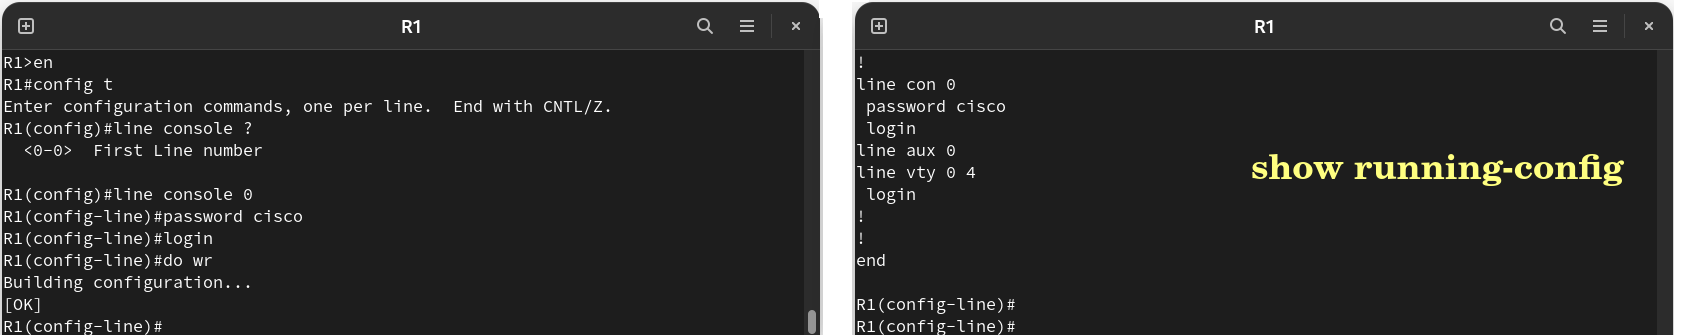 R1
R1>en
R1#config t
Enter configuration commands, one per line.  End with CNTL/Z.
R1(config)#line console ?
  <0-0>  First Line number
R1(config)#line console 0
R1(config-line)#password cisco
R1(config-line)#login
R1(config-line)#do wr
Building configuration...
[OK]
R1(config-line)#
R1
!
line con 0
 password cisco
 login
line aux 0
line vty 0 4
 login
!
!
end
R1(config-line)#
R1(config-line)#
show running-config